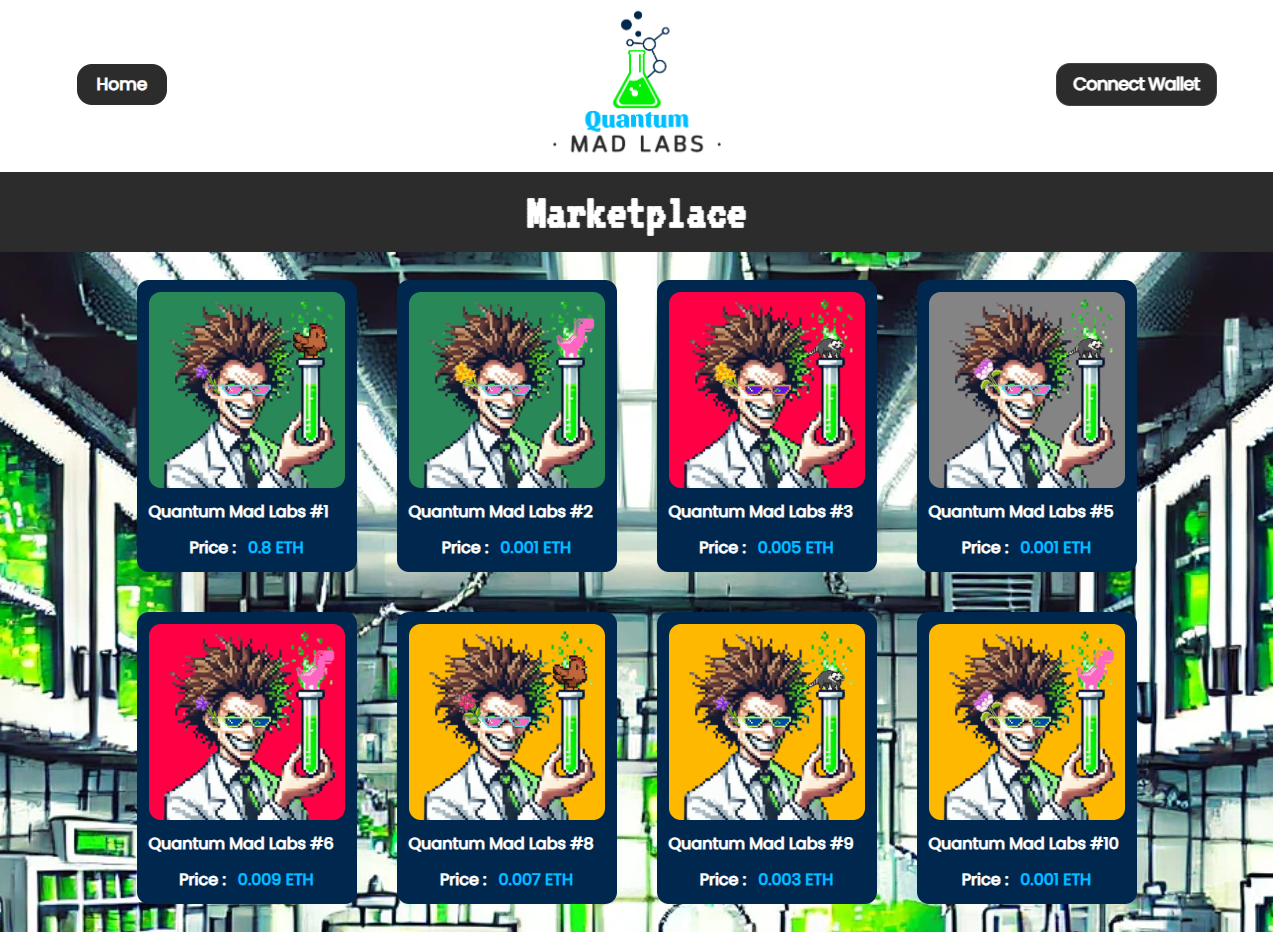 Home
Quantum
· MAD LABS ·
Connect Wallet
Marketplace
Quantum Mad Labs #1
Price : 0.8 ETH
Quantum Mad Labs #2
Price : 0.001 ETH
Quantum Mad Labs #3
Price : 0.005 ETH
Quantum Mad Labs #5
Price : 0.001 ETH
Quantum Mad Labs #6
Price : 0.009 ETH
Quantum Mad Labs #8
Price : 0.007 ETH
Quantum Mad Labs #9
Price : 0.003 ETH
Quantum Mad Labs #10
Price : 0.001 ETH